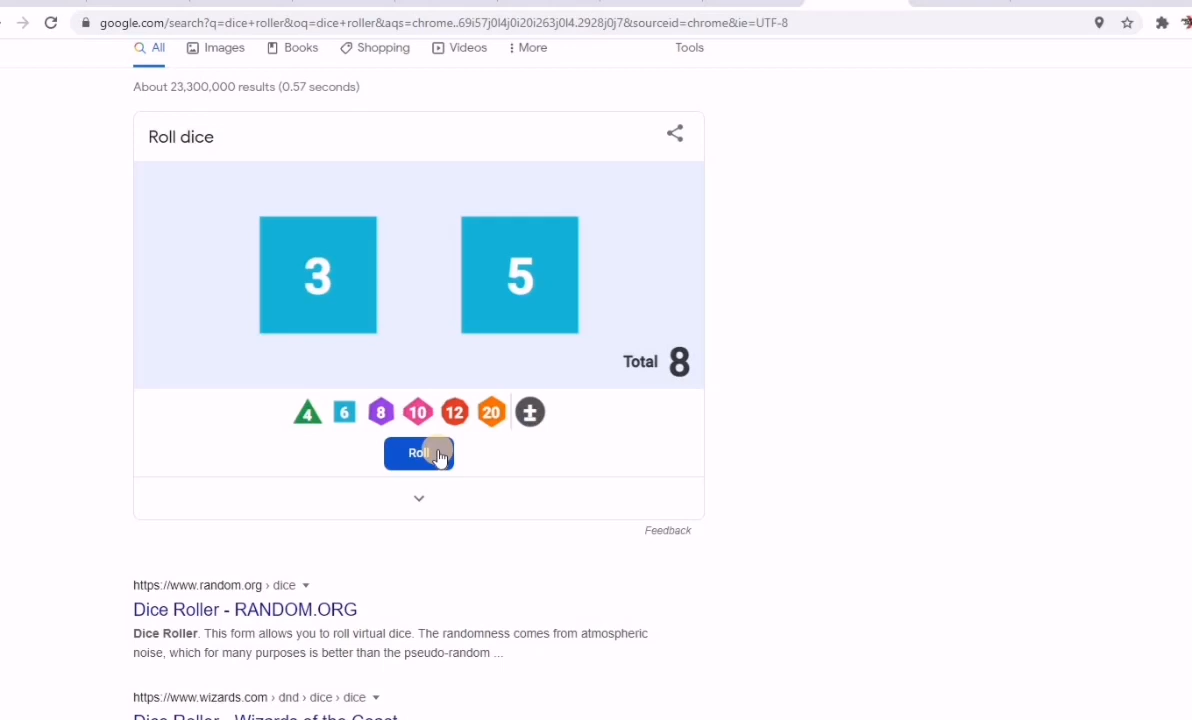 google.com/search?q=dice+roller&oq=dice+roller&aqs=chrome..69i57j0l4j0i20i263j0l4.2928j0j7&sourceid=chrome&ie=UTF-8
All Images Books Shopping Videos More Tools
About 23,300,000 results (0.57 seconds)
Roll dice
3 5
Total 8
4 6 8 10 12 20 ±
Roll
Feedback
https://www.random.org › dice
Dice Roller - RANDOM.ORG
Dice Roller. This form allows you to roll virtual dice. The randomness comes from atmospheric
noise, which for many purposes is better than the pseudo-random ...
https://www.wizards.com › dnd › dice › dice
Dice Roller - Wizards of the Coast